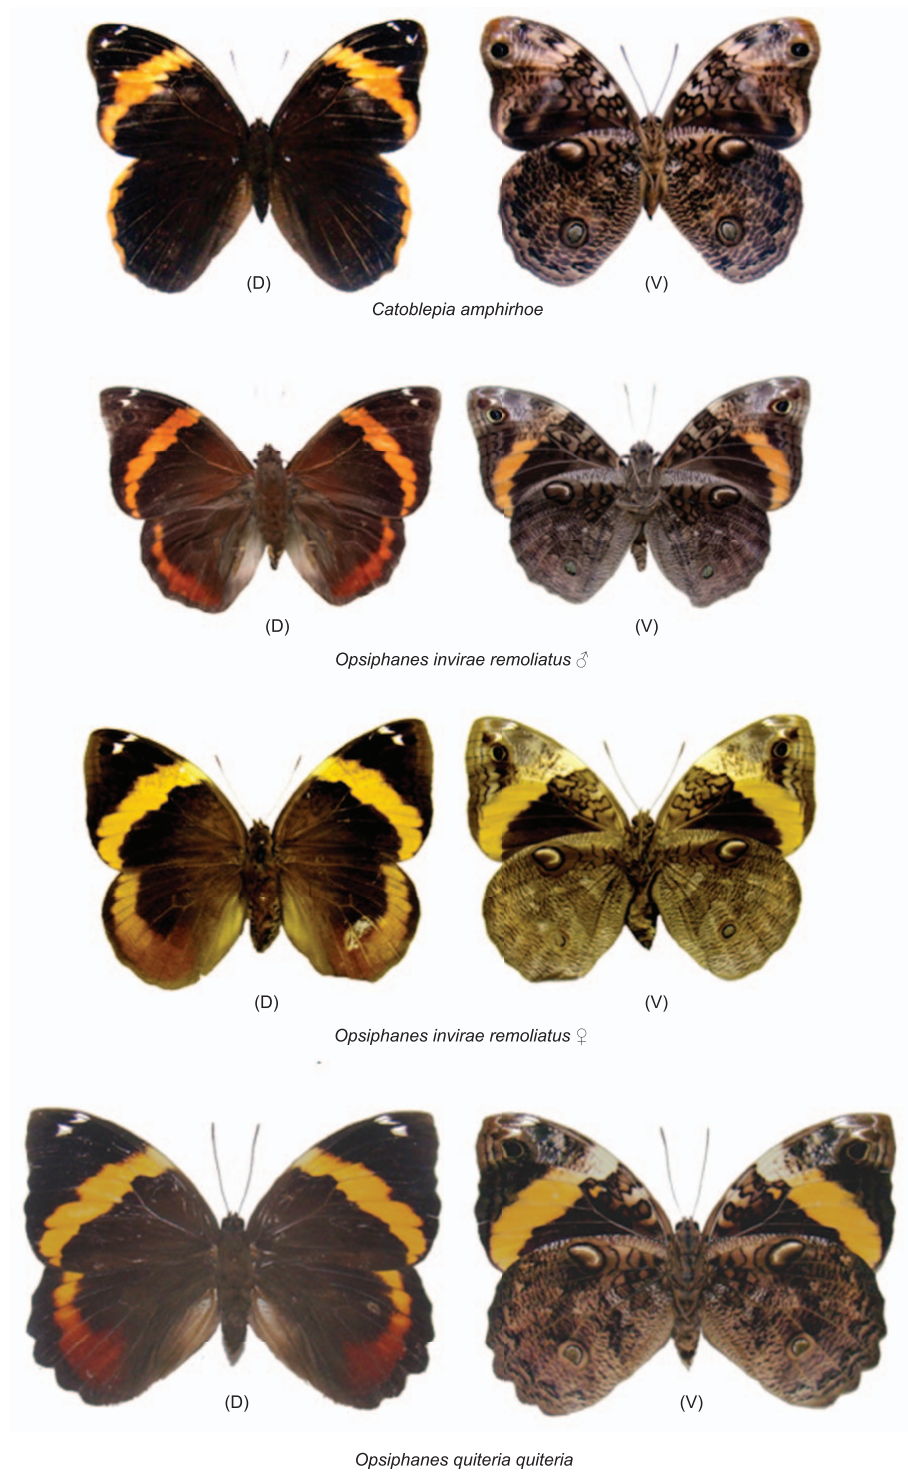 (D) (V)
Catoblepia amphirhoe
(D) (V)
Opsiphanes invirae remoliatus ♂
(D) (V)
Opsiphanes invirae remoliatus ♀
(D) (V)
Opsiphanes quiteria quiteria